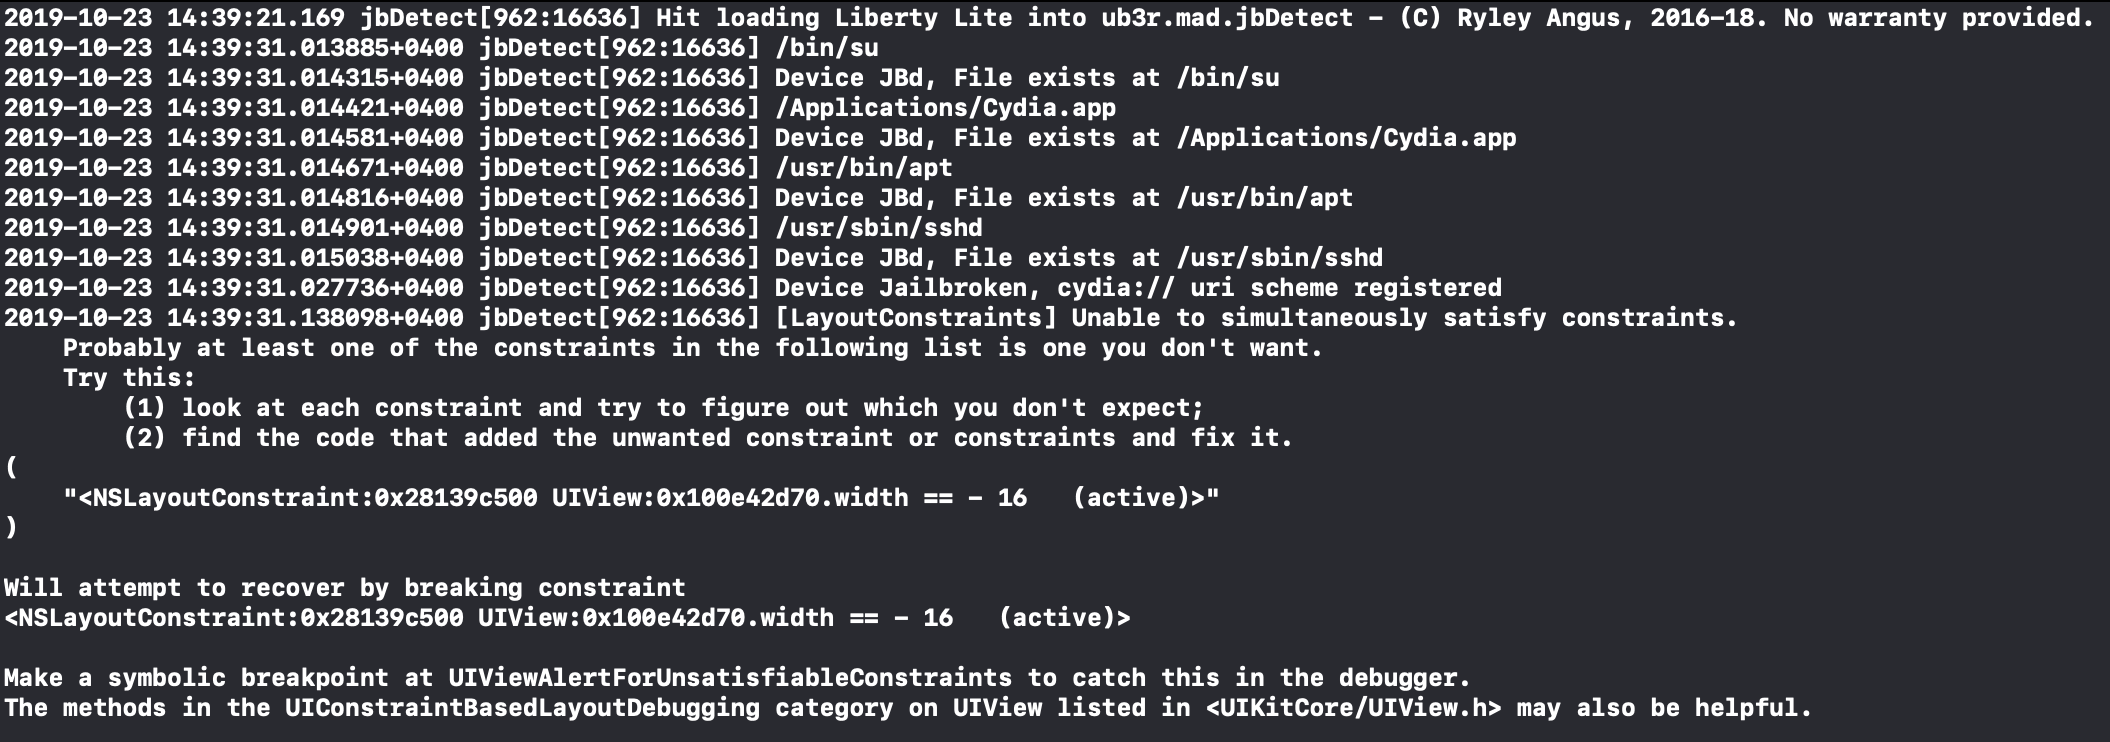 2019-10-23 14:39:21.169 jbDetect[962:16636] Hit loading Liberty Lite into ub3r.mad.jbDetect - (C) Ryley Angus, 2016-18. No warranty provided.
2019-10-23 14:39:31.013885+0400 jbDetect[962:16636] /bin/su
2019-10-23 14:39:31.014315+0400 jbDetect[962:16636] Device JBd, File exists at /bin/su
2019-10-23 14:39:31.014421+0400 jbDetect[962:16636] /Applications/Cydia.app
2019-10-23 14:39:31.014581+0400 jbDetect[962:16636] Device JBd, File exists at /Applications/Cydia.app
2019-10-23 14:39:31.014671+0400 jbDetect[962:16636] /usr/bin/apt
2019-10-23 14:39:31.014816+0400 jbDetect[962:16636] Device JBd, File exists at /usr/bin/apt
2019-10-23 14:39:31.014901+0400 jbDetect[962:16636] /usr/sbin/sshd
2019-10-23 14:39:31.015038+0400 jbDetect[962:16636] Device JBd, File exists at /usr/sbin/sshd
2019-10-23 14:39:31.027736+0400 jbDetect[962:16636] Device Jailbroken, cydia:// uri scheme registered
2019-10-23 14:39:31.138098+0400 jbDetect[962:16636] [LayoutConstraints] Unable to simultaneously satisfy constraints.
Probably at least one of the constraints in the following list is one you don't want.
Try this:
(1) look at each constraint and try to figure out which you don't expect;
(2) find the code that added the unwanted constraint or constraints and fix it.
(
"<NSLayoutConstraint:0x28139c500 UIView:0x100e42d70.width == - 16   (active)>"
)
Will attempt to recover by breaking constraint
<NSLayoutConstraint:0x28139c500 UIView:0x100e42d70.width == - 16   (active)>
Make a symbolic breakpoint at UIViewAlertForUnsatisfiableConstraints to catch this in the debugger.
The methods in the UIConstraintBasedLayoutDebugging category on UIView listed in <UIKitCore/UIView.h> may also be helpful.